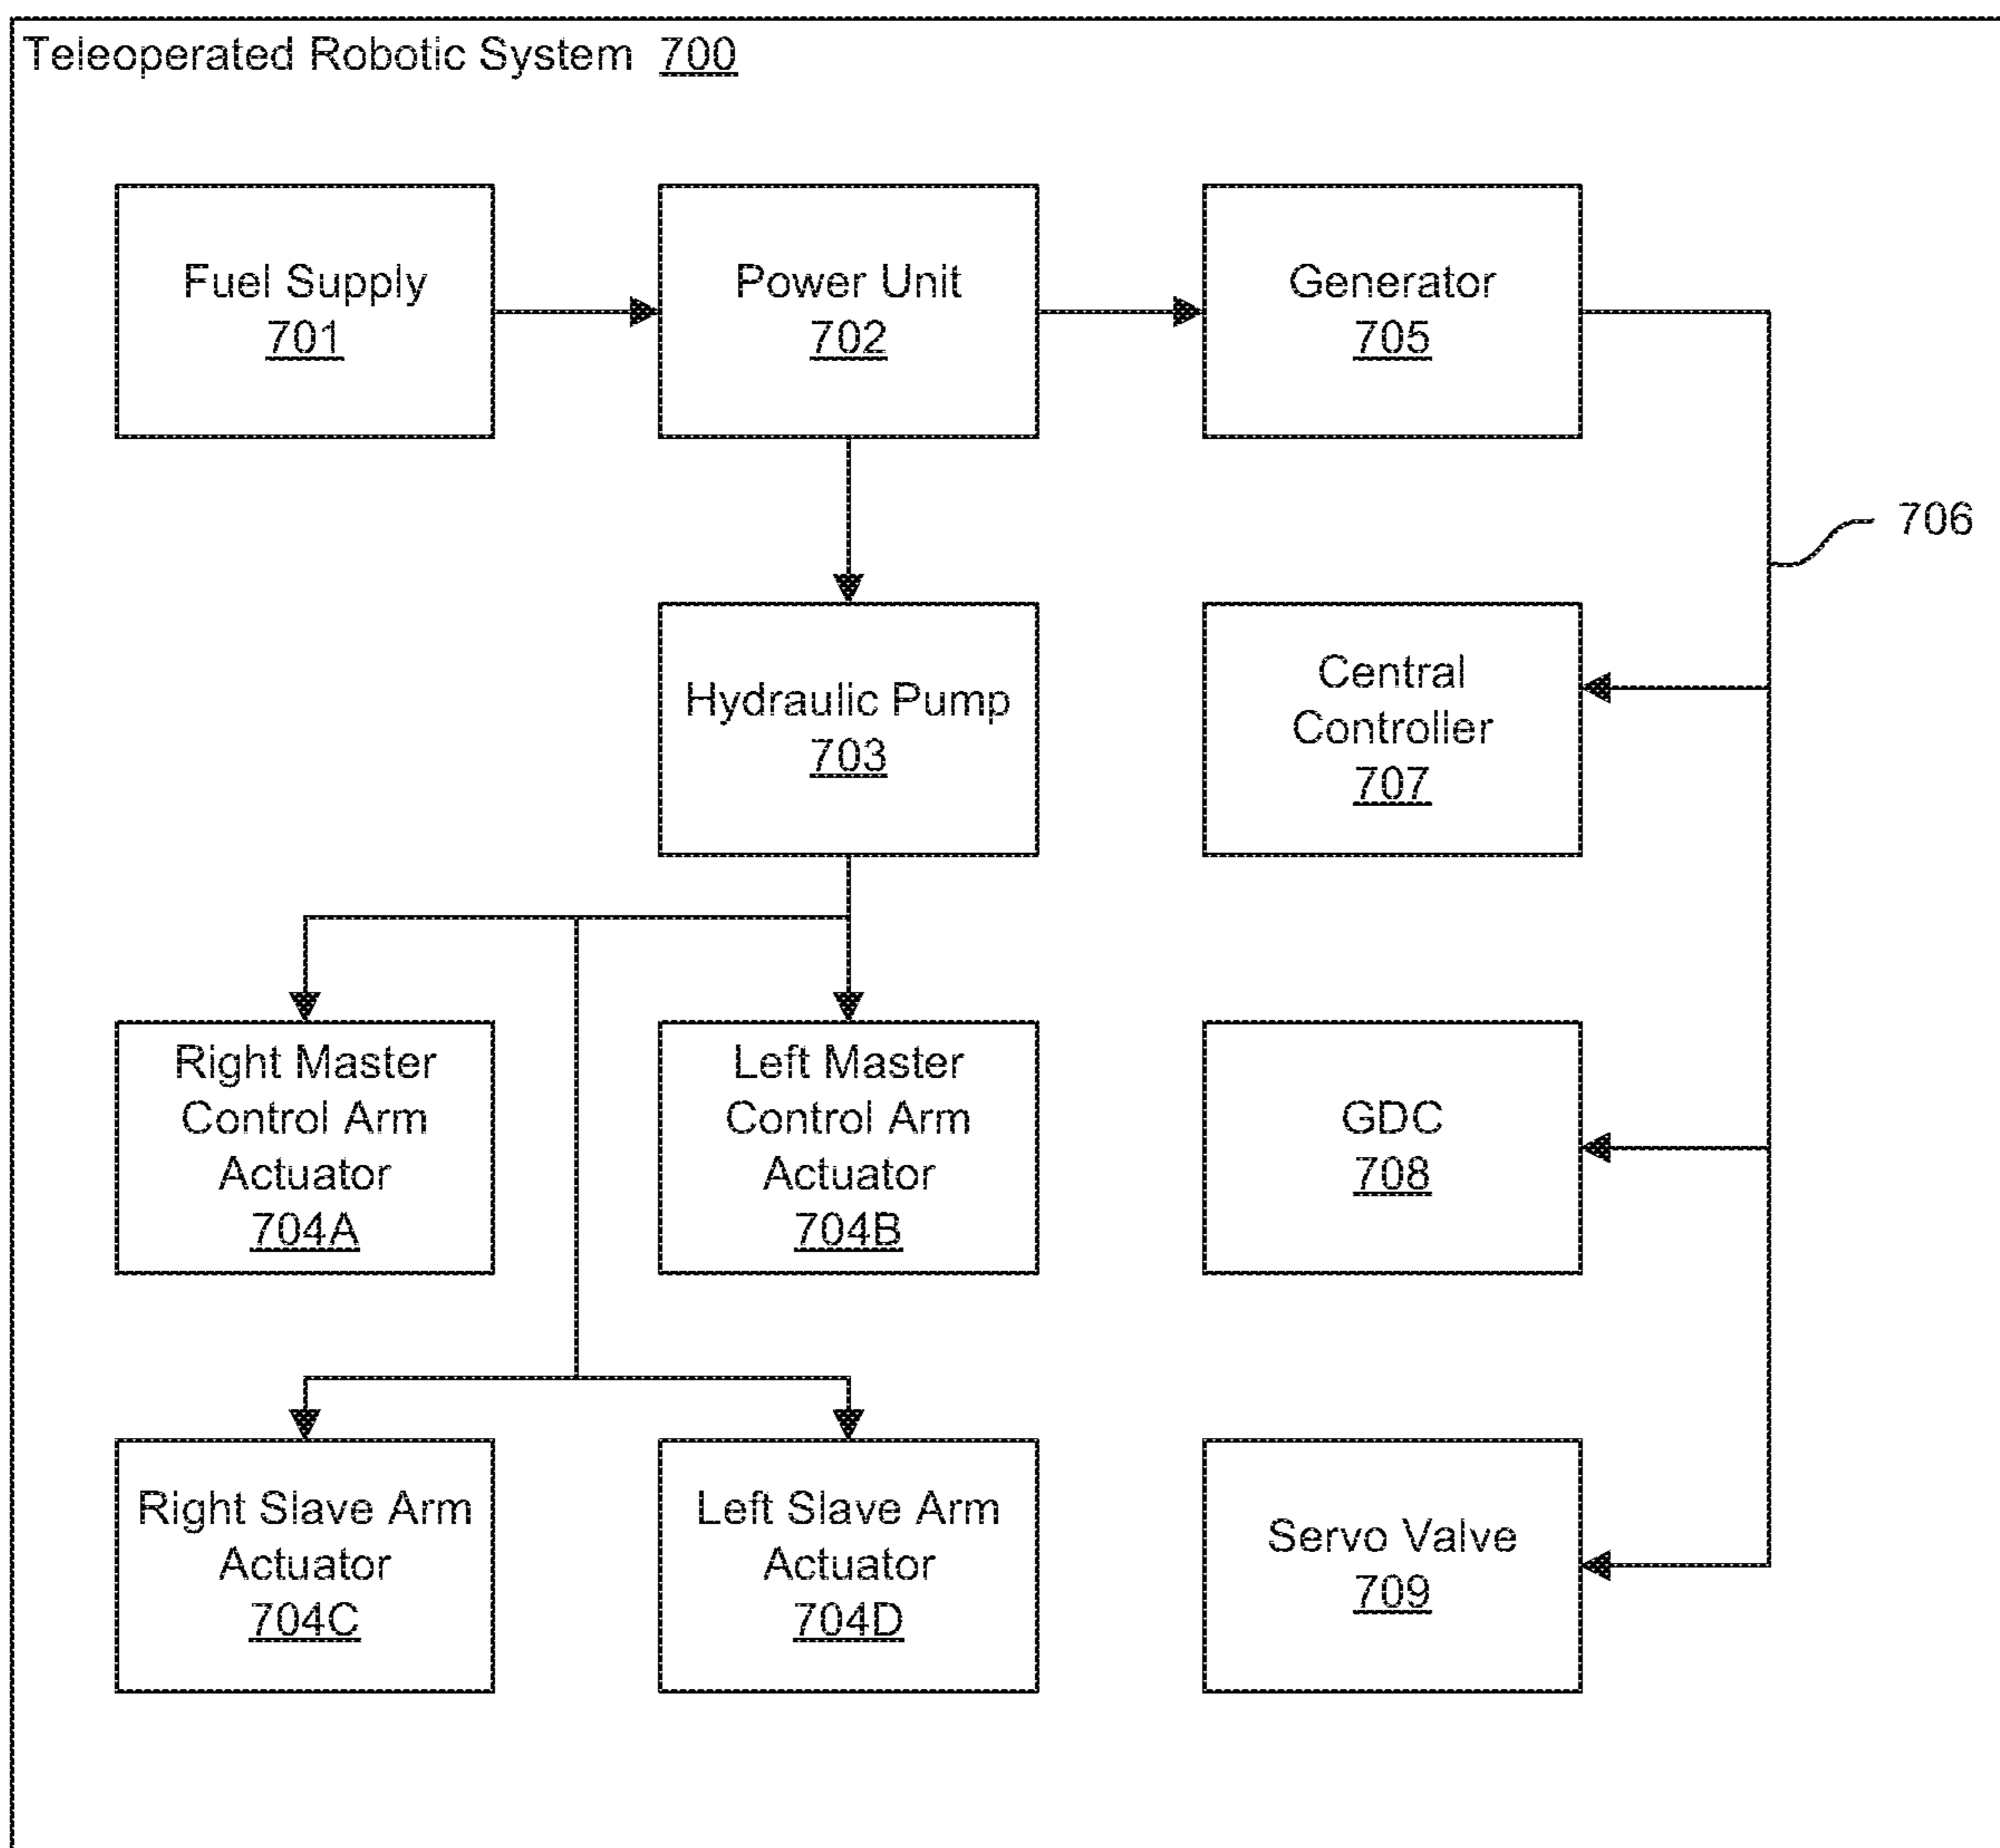 Teleoperated Robotic System 700
Fuel Supply
701
Power Unit
702
Generator
705
706
Hydraulic Pump
703
Central
Controller
707
Right Master
Control Arm
Actuator
704A
Left Master
Control Arm
Actuator
704B
GDC
708
Right Slave Arm
Actuator
704C
Left Slave Arm
Actuator
704D
Servo Valve
709